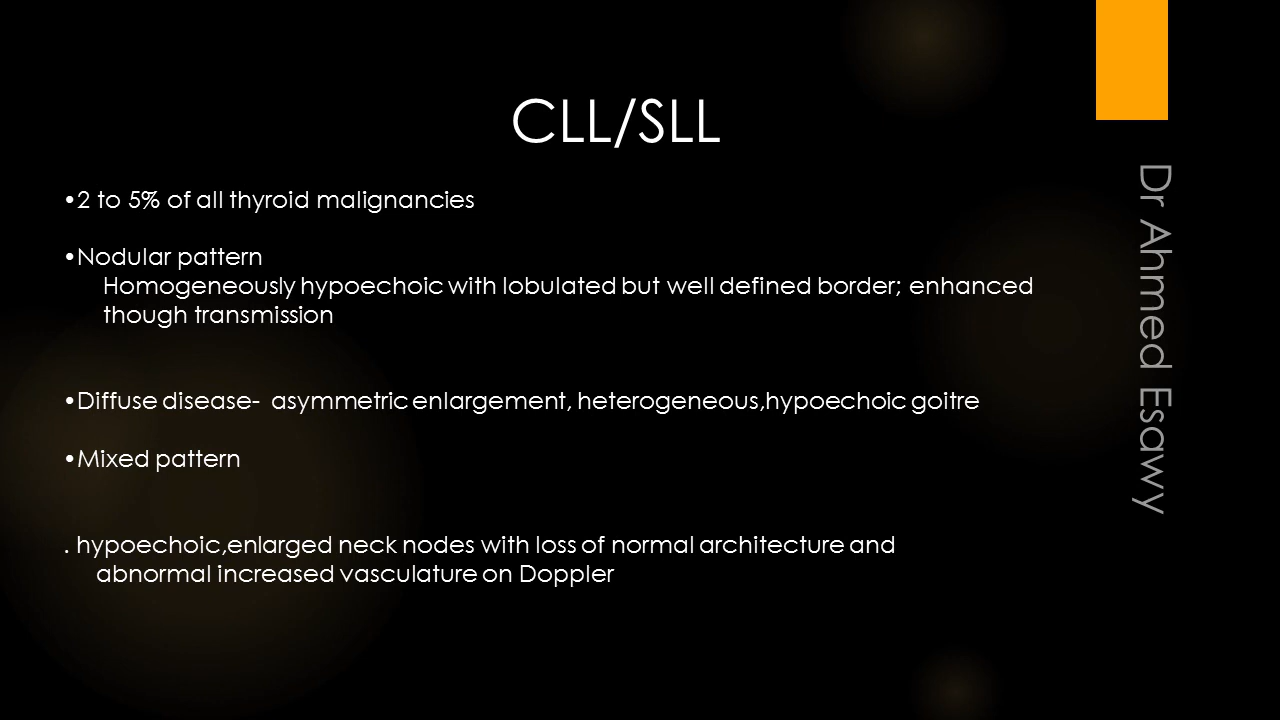 CLL/SLL
•2 to 5% of all thyroid malignancies
•Nodular pattern
Homogeneously hypoechoic with lobulated but well defined border; enhanced
though transmission
•Diffuse disease- asymmetric enlargement, heterogeneous,hypoechoic goitre
•Mixed pattern
. hypoechoic,enlarged neck nodes with loss of normal architecture and
abnormal increased vasculature on Doppler
Dr Ahmed Esawy